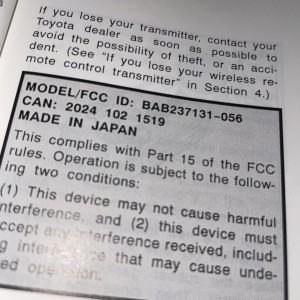 If you lose your transmitter, contact your
Toyota dealer as soon as possible to
avoid the possibility of theft, or an acci-
dent. (See "If you lose your wireless re-
mote control transmitter" in Section 4.)
MODEL/FCC ID: BAB237131-056
CAN: 2024 102 1519
MADE IN JAPAN
This complies with Part 15 of the FCC
rules. Operation is subject to the follow-
ing two conditions:
(1) This device may not cause harmful
nterference, and (2) this device must
ccept any interference received, includ-
g interference that may cause unde-
ed operation.